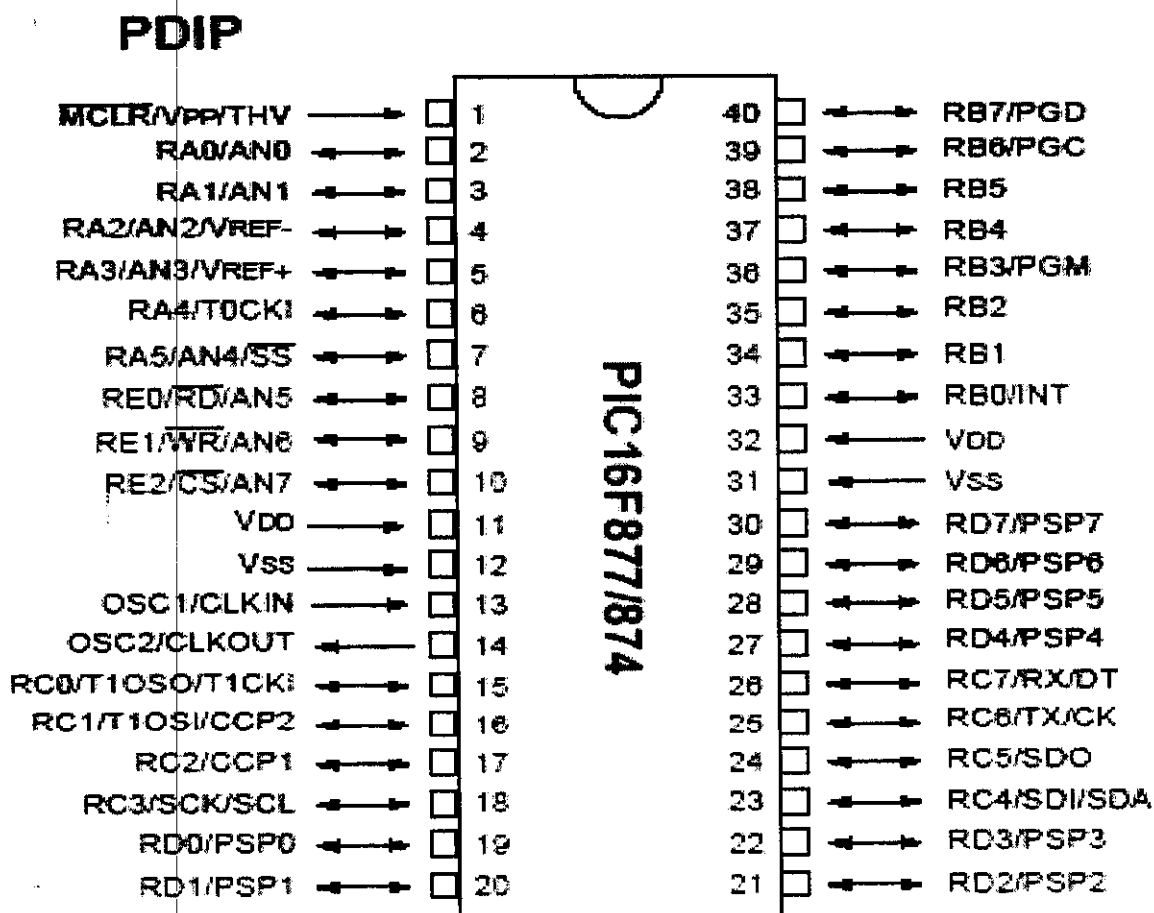 PDIP
MCLR/VPP/THV 1 40 RB7/PGD
RA0/AN0 2 39 RB6/PGC
RA1/AN1 3 38 RB5
RA2/AN2/VREF- 4 37 RB4
RA3/AN3/VREF+ 5 36 RB3/PGM
RA4/T0CKI 6 35 RB2
RA5/AN4/SS 7 34 RB1
RE0/RD/AN5 8 33 RB0/INT
RE1/WR/AN6 9 32 VDD
RE2/CS/AN7 10 31 VSS
VDD 11 30 RD7/PSP7
VSS 12 29 RD6/PSP6
OSC1/CLKIN 13 28 RD5/PSP5
OSC2/CLKOUT 14 27 RD4/PSP4
RC0/T1OSO/T1CKI 15 26 RC7/RX/DT
RC1/T1OSI/CCP2 16 25 RC6/TX/CK
RC2/CCP1 17 24 RC5/SDO
RC3/SCK/SCL 18 23 RC4/SDI/SDA
RD0/PSP0 19 22 RD3/PSP3
RD1/PSP1 20 21 RD2/PSP2
PIC16F877/874